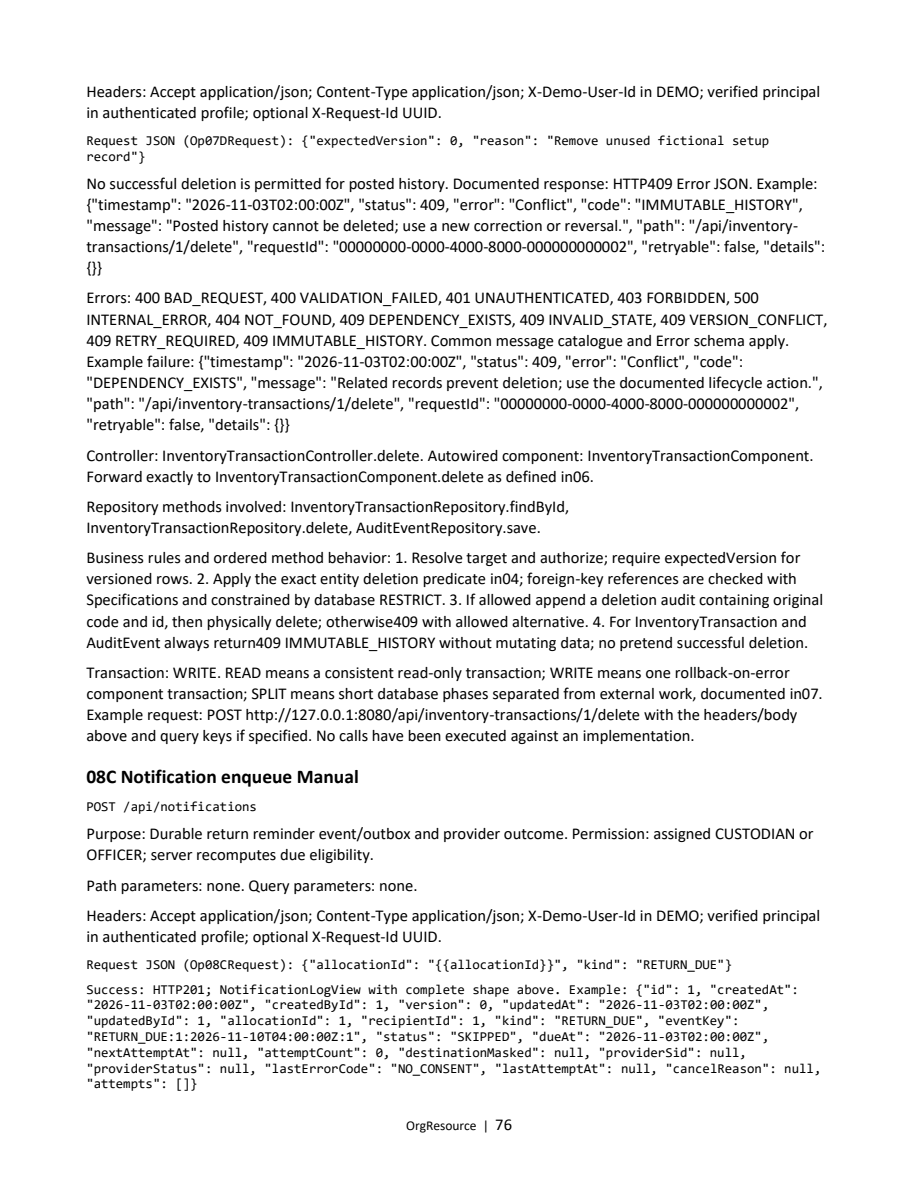 Headers: Accept application/json; Content-Type application/json; X-Demo-User-Id in DEMO; verified principal
in authenticated profile; optional X-Request-Id UUID.
Request JSON (Op07DRequest): {"expectedVersion": 0, "reason": "Remove unused fictional setup
record"}
No successful deletion is permitted for posted history. Documented response: HTTP409 Error JSON. Example:
{"timestamp": "2026-11-03T02:00:00Z", "status": 409, "error": "Conflict", "code": "IMMUTABLE_HISTORY",
"message": "Posted history cannot be deleted; use a new correction or reversal.", "path": "/api/inventory-
transactions/1/delete", "requestId": "00000000-0000-4000-8000-000000000002", "retryable": false, "details":
{}}
Errors: 400 BAD_REQUEST, 400 VALIDATION_FAILED, 401 UNAUTHENTICATED, 403 FORBIDDEN, 500
INTERNAL_ERROR, 404 NOT_FOUND, 409 DEPENDENCY_EXISTS, 409 INVALID_STATE, 409 VERSION_CONFLICT,
409 RETRY_REQUIRED, 409 IMMUTABLE_HISTORY. Common message catalogue and Error schema apply.
Example failure: {"timestamp": "2026-11-03T02:00:00Z", "status": 409, "error": "Conflict", "code":
"DEPENDENCY_EXISTS", "message": "Related records prevent deletion; use the documented lifecycle action.",
"path": "/api/inventory-transactions/1/delete", "requestId": "00000000-0000-4000-8000-000000000002",
"retryable": false, "details": {}}
Controller: InventoryTransactionController.delete. Autowired component: InventoryTransactionComponent.
Forward exactly to InventoryTransactionComponent.delete as defined in06.
Repository methods involved: InventoryTransactionRepository.findById,
InventoryTransactionRepository.delete, AuditEventRepository.save.
Business rules and ordered method behavior: 1. Resolve target and authorize; require expectedVersion for
versioned rows. 2. Apply the exact entity deletion predicate in04; foreign-key references are checked with
Specifications and constrained by database RESTRICT. 3. If allowed append a deletion audit containing original
code and id, then physically delete; otherwise409 with allowed alternative. 4. For InventoryTransaction and
AuditEvent always return409 IMMUTABLE_HISTORY without mutating data; no pretend successful deletion.
Transaction: WRITE. READ means a consistent read-only transaction; WRITE means one rollback-on-error
component transaction; SPLIT means short database phases separated from external work, documented in07.
Example request: POST http://127.0.0.1:8080/api/inventory-transactions/1/delete with the headers/body
above and query keys if specified. No calls have been executed against an implementation.
08C Notification enqueue Manual
POST /api/notifications
Purpose: Durable return reminder event/outbox and provider outcome. Permission: assigned CUSTODIAN or
OFFICER; server recomputes due eligibility.
Path parameters: none. Query parameters: none.
Headers: Accept application/json; Content-Type application/json; X-Demo-User-Id in DEMO; verified principal
in authenticated profile; optional X-Request-Id UUID.
Request JSON (Op08CRequest): {"allocationId": "{{allocationId}}", "kind": "RETURN_DUE"}
Success: HTTP201; NotificationLogView with complete shape above. Example: {"id": 1, "createdAt":
"2026-11-03T02:00:00Z", "createdById": 1, "version": 0, "updatedAt": "2026-11-03T02:00:00Z",
"updatedById": 1, "allocationId": 1, "recipientId": 1, "kind": "RETURN_DUE", "eventKey":
"RETURN_DUE:1:2026-11-10T04:00:00Z:1", "status": "SKIPPED", "dueAt": "2026-11-03T02:00:00Z",
"nextAttemptAt": null, "attemptCount": 0, "destinationMasked": null, "providerSid": null,
"providerStatus": null, "lastErrorCode": "NO_CONSENT", "lastAttemptAt": null, "cancelReason": null,
"attempts": []}
OrgResource | 76